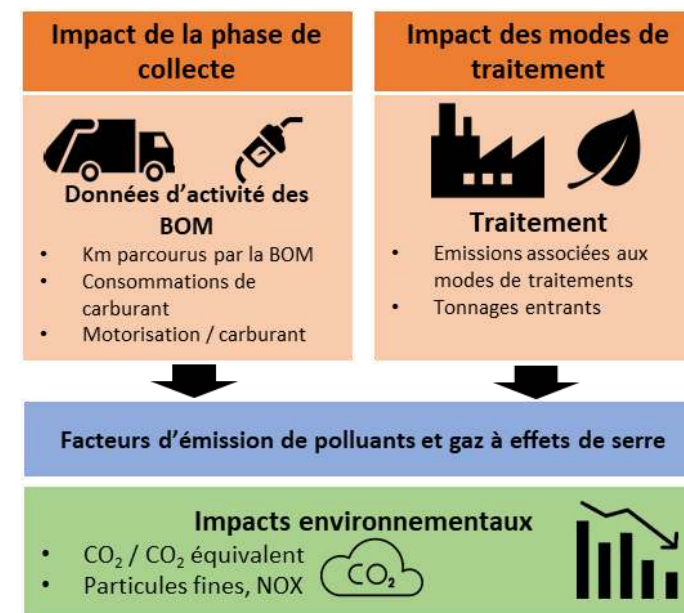 Impact de la phase de
collecte
Impact des modes de
traitement
Données d'activité des
BOM
• Km parcourus par la BOM
• Consommations de
carburant
• Motorisation / carburant
Traitement
• Emissions associées aux
modes de traitements
• Tonnages entrants
Facteurs d'émission de polluants et gaz à effets de serre
Impacts environnementaux
• CO₂ / CO₂ équivalent
• Particules fines, NOX
CO₂